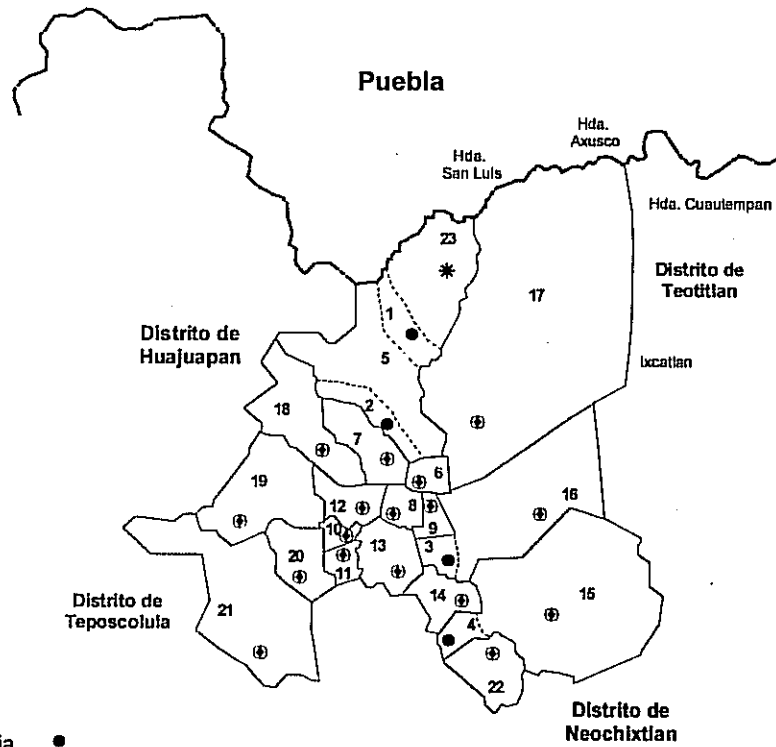 Puebla
Hda.
Axusco
Hda.
San Luis
Hda. Cuautempan
23
17
Distrito de
Teotitlan
1
Distrito de
Huajuapan
5
Ixcatlan
18
2
7
19
6
16
12
8
9
10
13
3
20
11
15
14
Distrito de
Teposcolula
21
4
22
Distrito de
Neochixtlan